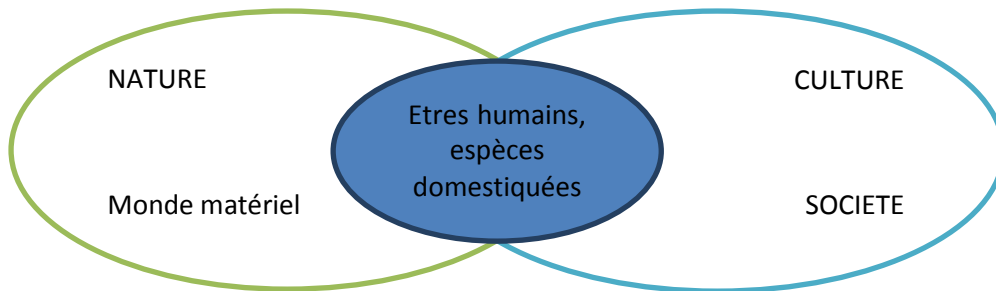 NATURE
Monde matériel
Etres humains,
espèces
domestiquées
CULTURE
SOCIETE